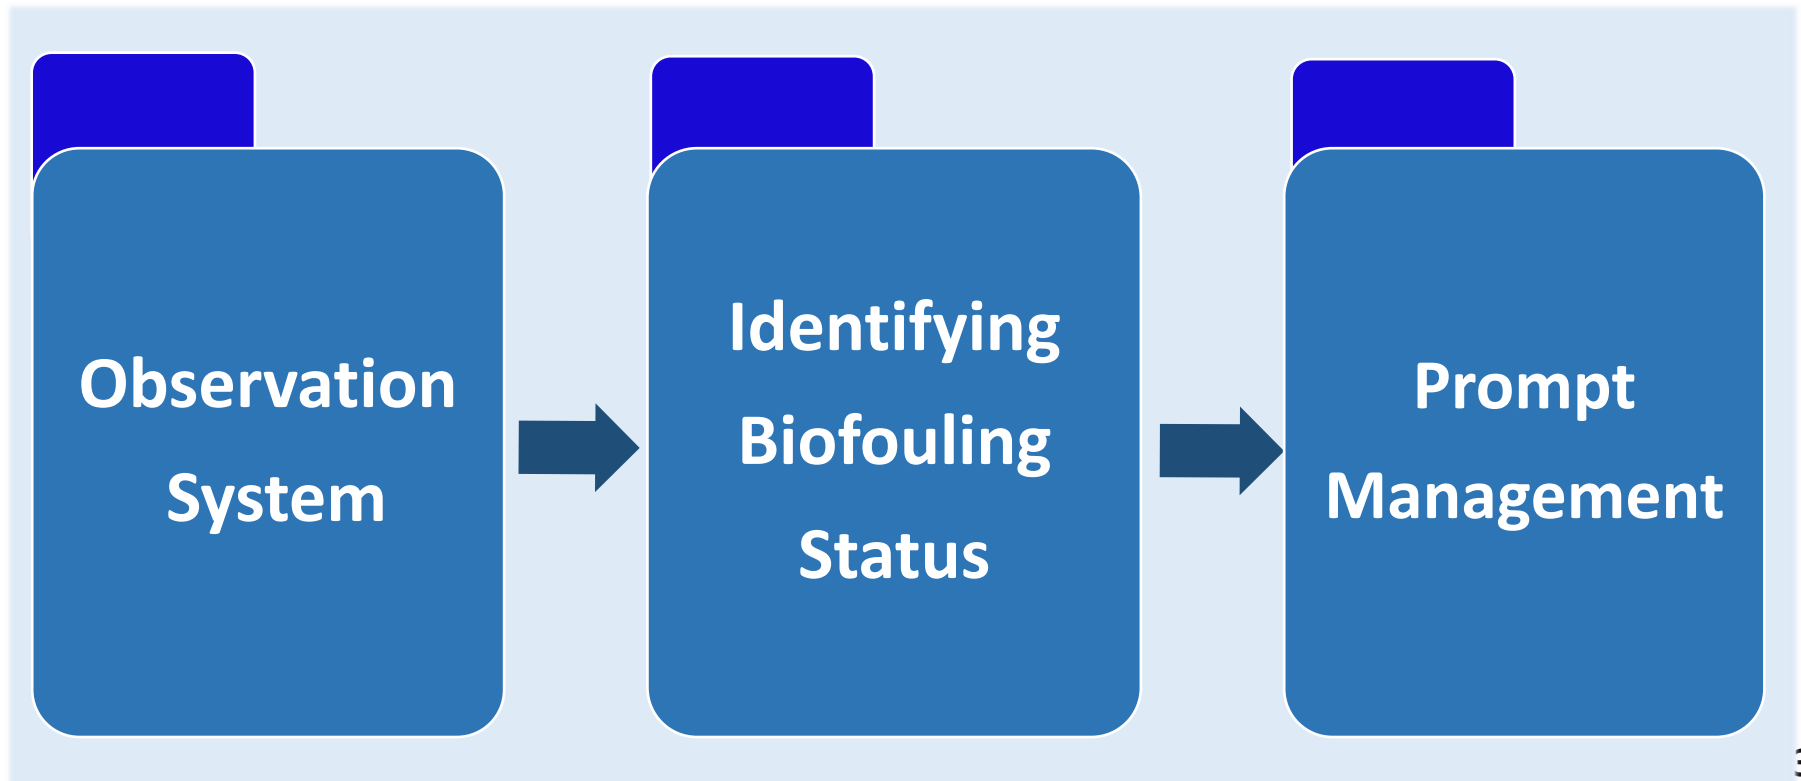 Observation
System
Identifying
Biofouling
Status
Prompt
Management